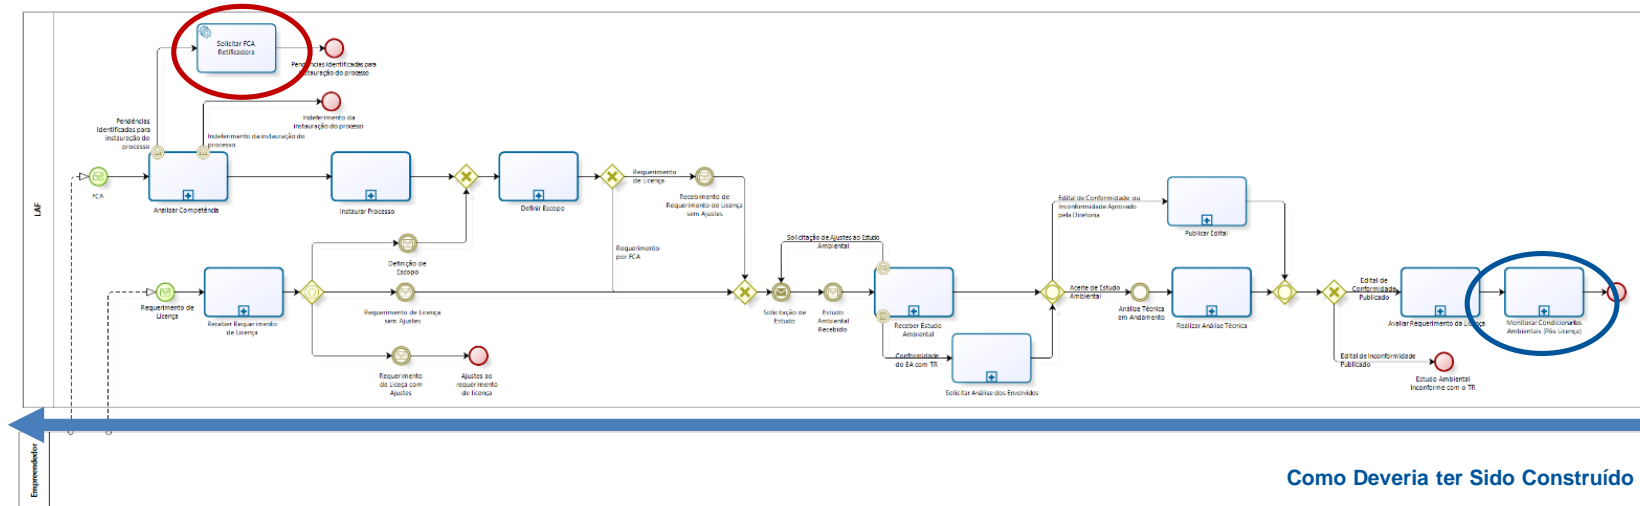 Solicitar FCA
Retificadora
Pendências Identificadas para
instauração do processo
Indeferimento da
instauração do processo
Pendências
Identificadas para
instauração do
processo
Indeferimento da instauração do
processo
LAF
FCA
Analisar Competência
Instaurar Processo
Definir Escopo
Requerimento
de Licença
Recebimento de
Requerimento de Licença
sem Ajustes
Requerimento
por FCA
Definição de
Escopo
Requerimento de
Licença
Receber Requerimento
de Licença
Requerimento de Licença
sem Ajustes
Requerimento
de Liceça com
Ajustes
Ajustes ao
requerimento
de licença
Solicitação de Ajustes ao Estudo
Ambiental
Solicitação de
Estudo
Estudo
Ambiental
Recebido
Receber Estudo
Ambiental
Conformidade
do EA com TR
Solicitar Análise dos Envolvidos
Edital de Conformidade ou
Inconformidade Aprovado
pela Diretoria
Publicar Edital
Aceite de Estudo
Ambiental
Análise Técnica
em Andamento
Realizar Análise Técnica
Edital de
Conformidade
Publicado
Avaliar Requerimento da Licença
Monitorar Condicionantes
Ambientais (Pós Licença)
Edital de Inconformidade
Publicado
Estudo Ambiental
Inconforme com o TR
Empreendedor
Como Deveria ter Sido Construído